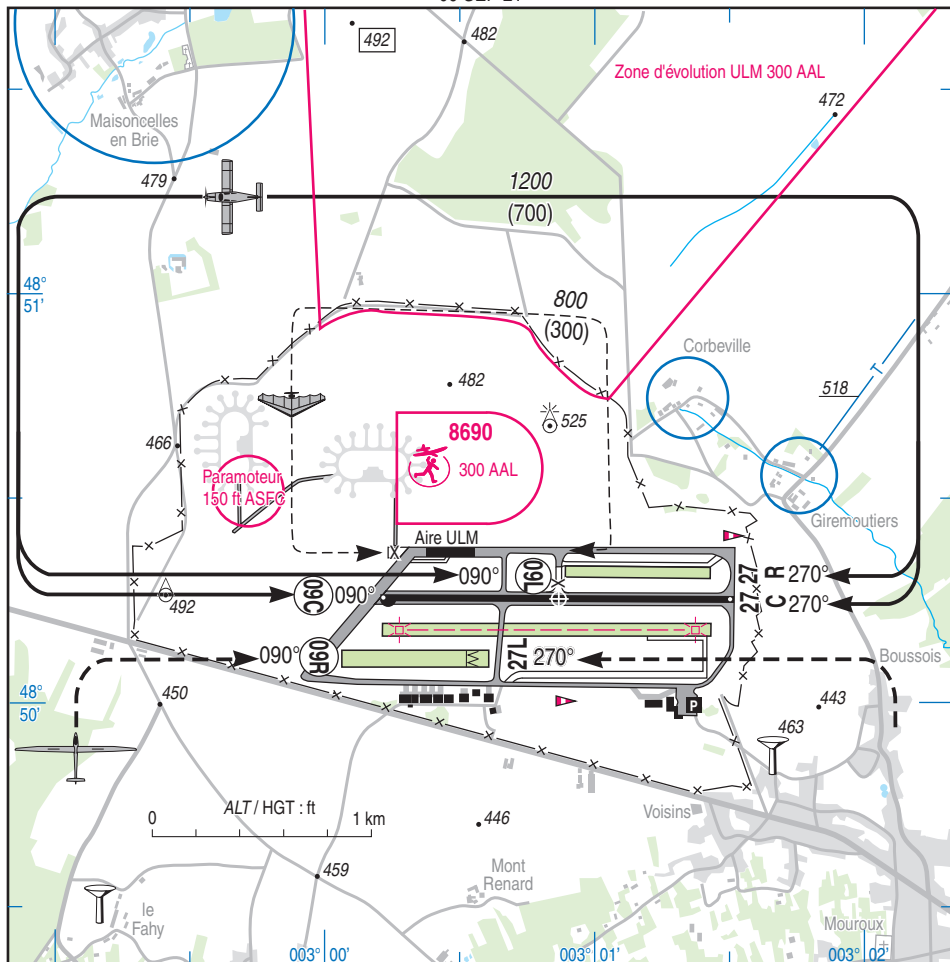 492
482
Zone d'évolution ULM 300 AAL
472
Maisoncelles
en Brie
479
1200
(700)
48°
51'
800
(300)
Corbeville
518
T
482
525
8690
300 AAL
466
Paramoteur
150 ft ASFC
Giremoutiers
Aire ULM
IX
090°
09L
27
R
270°
492
09C
090°
27
C
270°
090°
09R
27L
270°
Boussois
48°
50'
450
443
P
463
ALT / HGT : ft
0
1 km
Voisins
446
459
Mont
Renard
le
Fahy
Mouroux
003° 00'
003° 01'
003° 02'